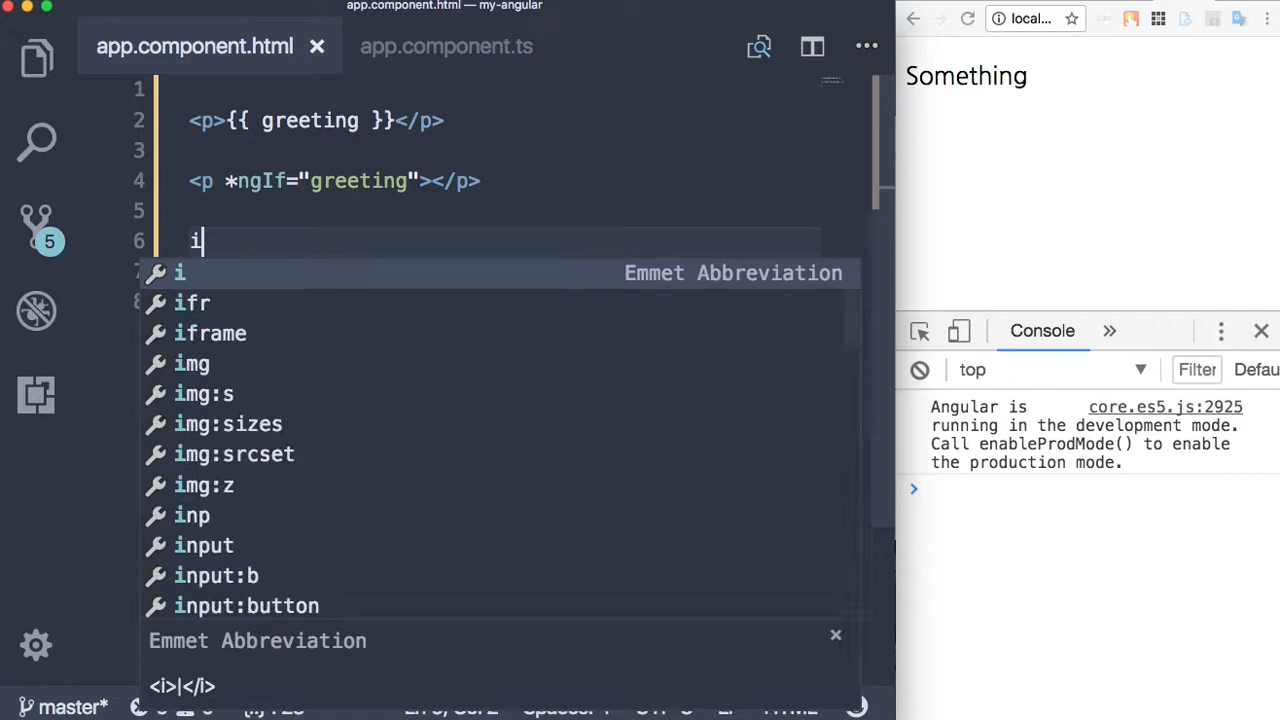 app.component.html — my-angular
app.component.html
app.component.ts
1
2 <p>{{ greeting }}</p>
3
4 <p *ngIf="greeting"></p>
5
6 i
i Emmet Abbreviation
ifr
iframe
img
img:s
img:sizes
img:srcset
img:z
inp
input
input:b
input:button
Emmet Abbreviation
<i>|</i>
5
master*
local...
Something
Console
top
Filter
Defau
Angular is core.es5.js:2925
running in the development mode.
Call enableProdMode() to enable
the production mode.